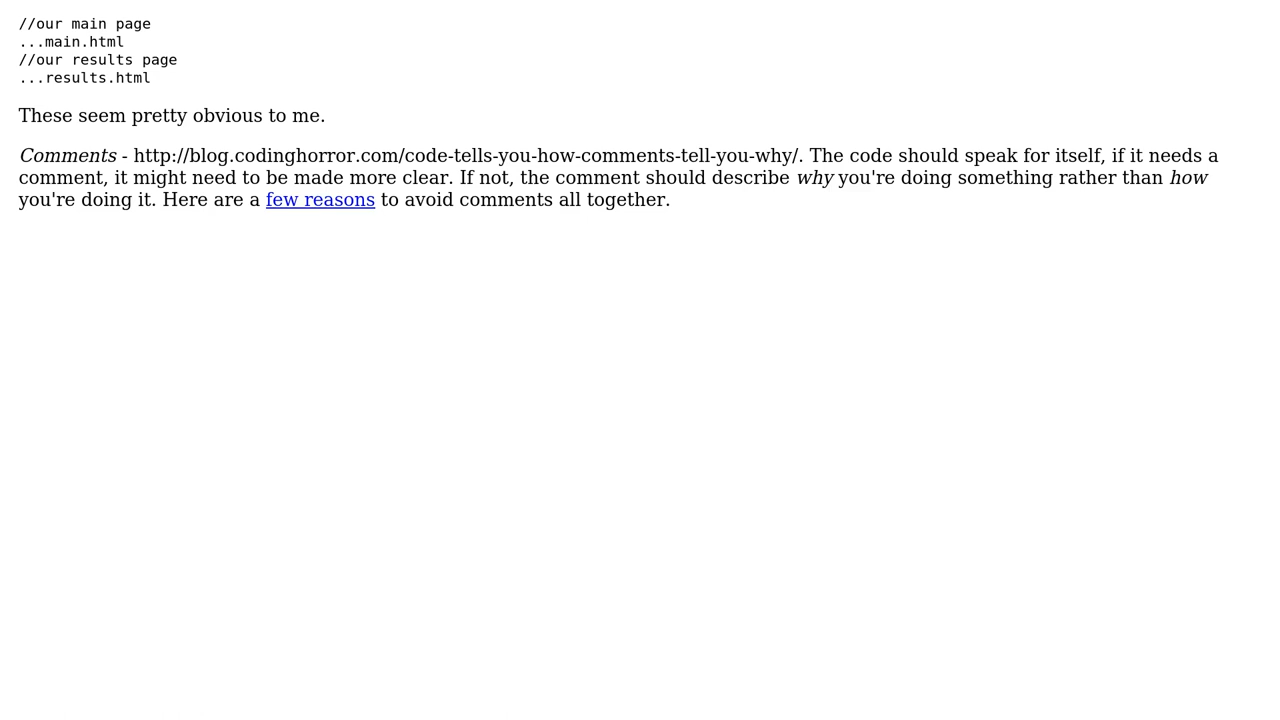 //our main page
...main.html
//our results page
...results.html
These seem pretty obvious to me.
Comments - http://blog.codinghorror.com/code-tells-you-how-comments-tell-you-why/. The code should speak for itself, if it needs a
comment, it might need to be made more clear. If not, the comment should describe why you're doing something rather than how
you're doing it. Here are a few reasons to avoid comments all together.